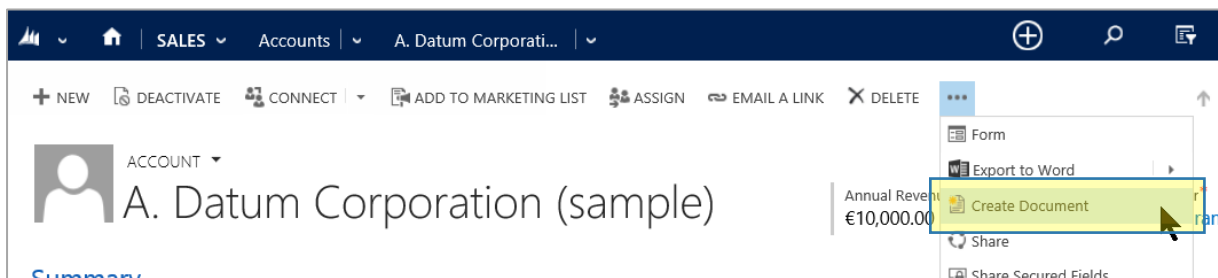 SALES Accounts A. Datum Corporati...
NEW DEACTIVATE CONNECT ADD TO MARKETING LIST ASSIGN EMAIL A LINK DELETE ...
Form
ACCOUNT
Export to Word
A. Datum Corporation (sample)
Annual Reven
€10,000.00
Create Document
Share
Summary
Share Secured Fields